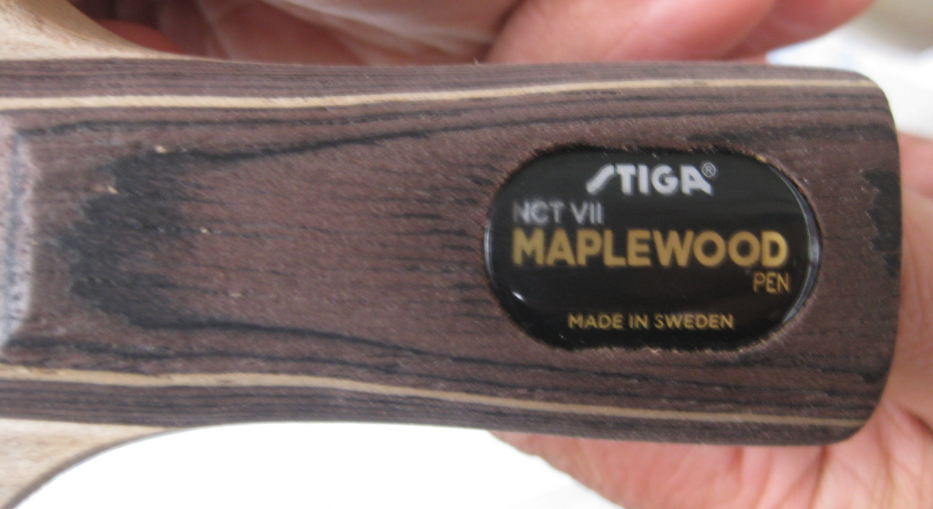 STIGA®
NCT VII
MAPLEWOOD
PEN
MADE IN SWEDEN